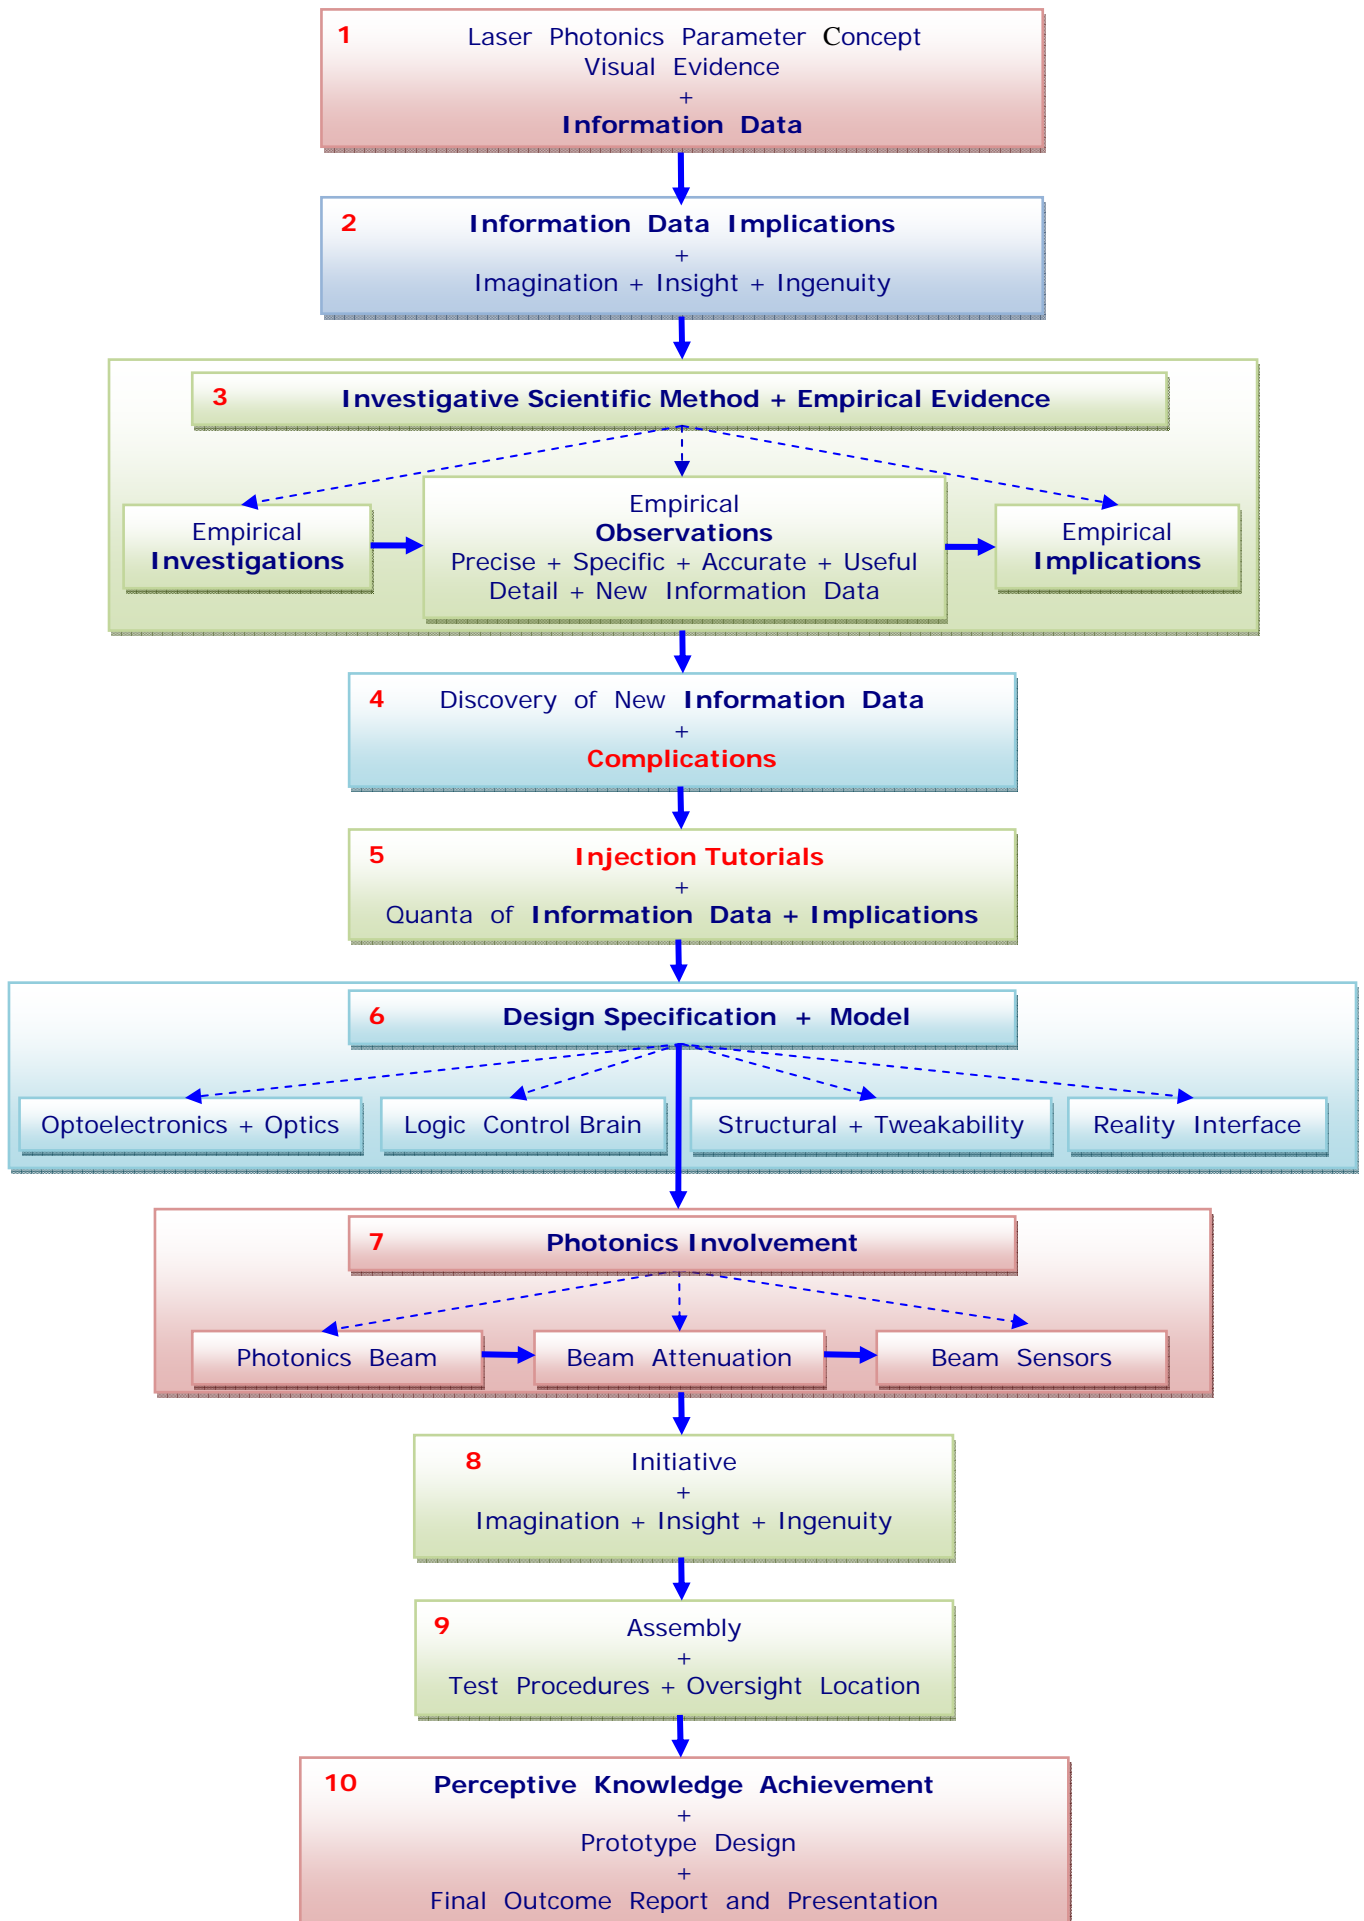 1 Laser Photonics Parameter Concept
Visual Evidence
+
Information Data
2 Information Data Implications
+
Imagination + Insight + Ingenuity
3 Investigative Scientific Method + Empirical Evidence
Empirical
Investigations
Empirical
Observations
Precise + Specific + Accurate + Useful
Detail + New Information Data
Empirical
Implications
4 Discovery of New Information Data
+
Complications
5 Injection Tutorials
+
Quanta of Information Data + Implications
6 Design Specification + Model
Optoelectronics + Optics
Logic Control Brain
Structural + Tweakability
Reality Interface
7 Photonics Involvement
Photonics Beam
Beam Attenuation
Beam Sensors
8 Initiative
+
Imagination + Insight + Ingenuity
9 Assembly
+
Test Procedures + Oversight Location
10 Perceptive Knowledge Achievement
+
Prototype Design
+
Final Outcome Report and Presentation